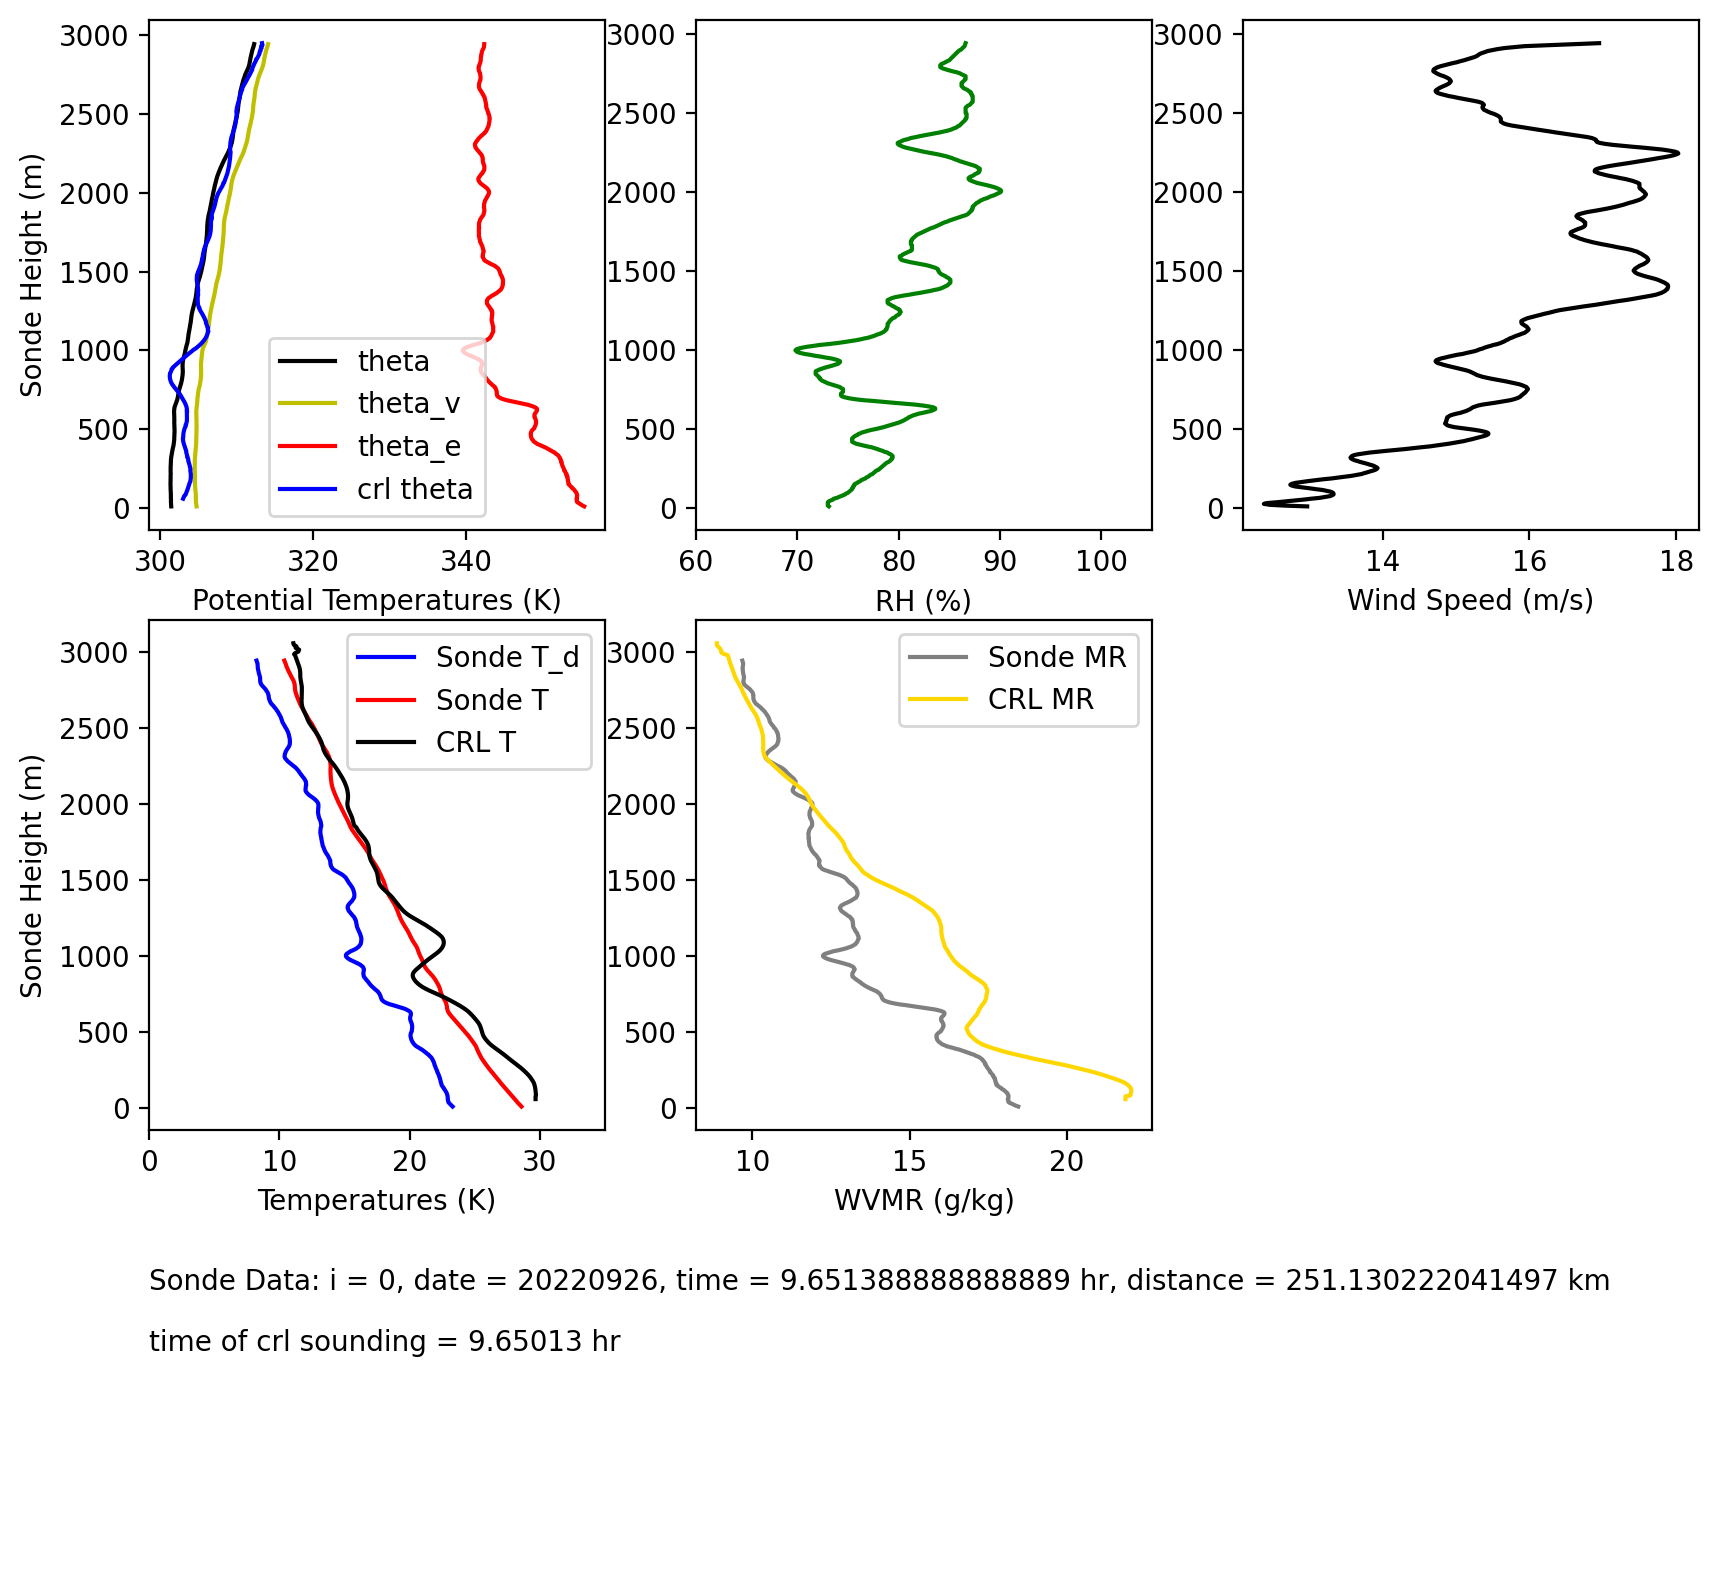 3000
2500
2000
1500
1000
500
0
Sonde Height (m)
300 320 340
Potential Temperatures (K)
theta
theta_v
theta_e
crl theta
3000
2500
2000
1500
1000
500
0
60 70 80 90 100
RH (%)
3000
2500
2000
1500
1000
500
0
14 16 18
Wind Speed (m/s)
3000
2500
2000
1500
1000
500
0
Sonde Height (m)
0 10 20 30
Temperatures (K)
Sonde T_d
Sonde T
CRL T
3000
2500
2000
1500
1000
500
0
10 15 20
WVMR (g/kg)
Sonde MR
CRL MR
Sonde Data: i = 0, date = 20220926, time = 9.651388888888889 hr, distance = 251.130222041497 km
time of crl sounding = 9.65013 hr